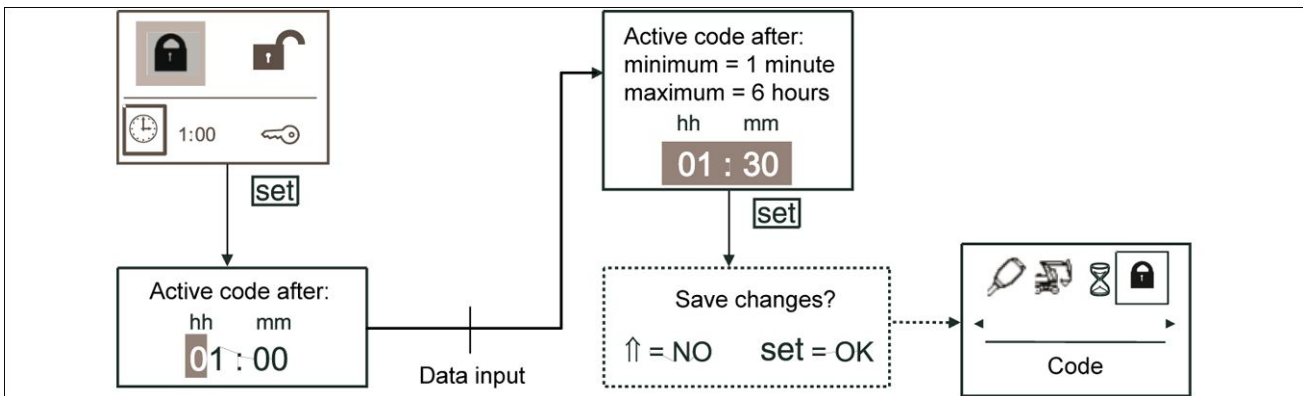 1:00
set
Active code after:
hh mm
01 : 00
Data input
Active code after:
minimum = 1 minute
maximum = 6 hours
hh mm
01 : 30
set
Save changes?
⇑ = NO set = OK
Code